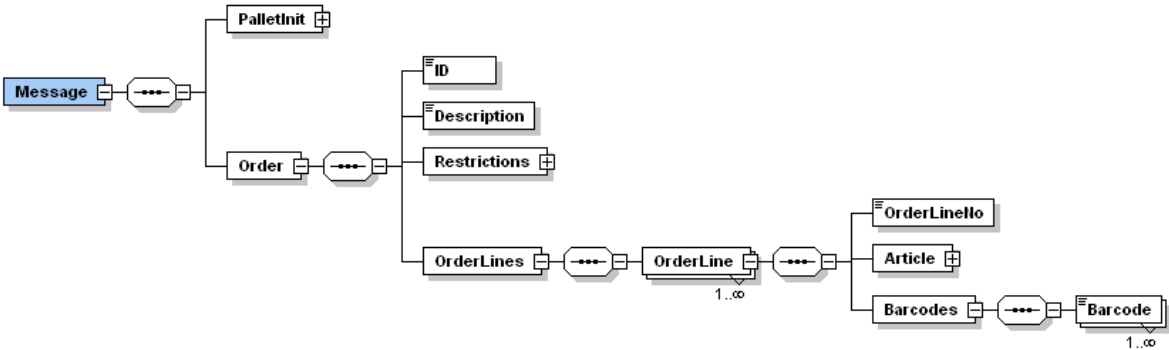 PalletInit
Message
ID
Description
Order
Restrictions
OrderLines
OrderLine
1..∞
OrderLineNo
Article
Barcodes
Barcode
1..∞